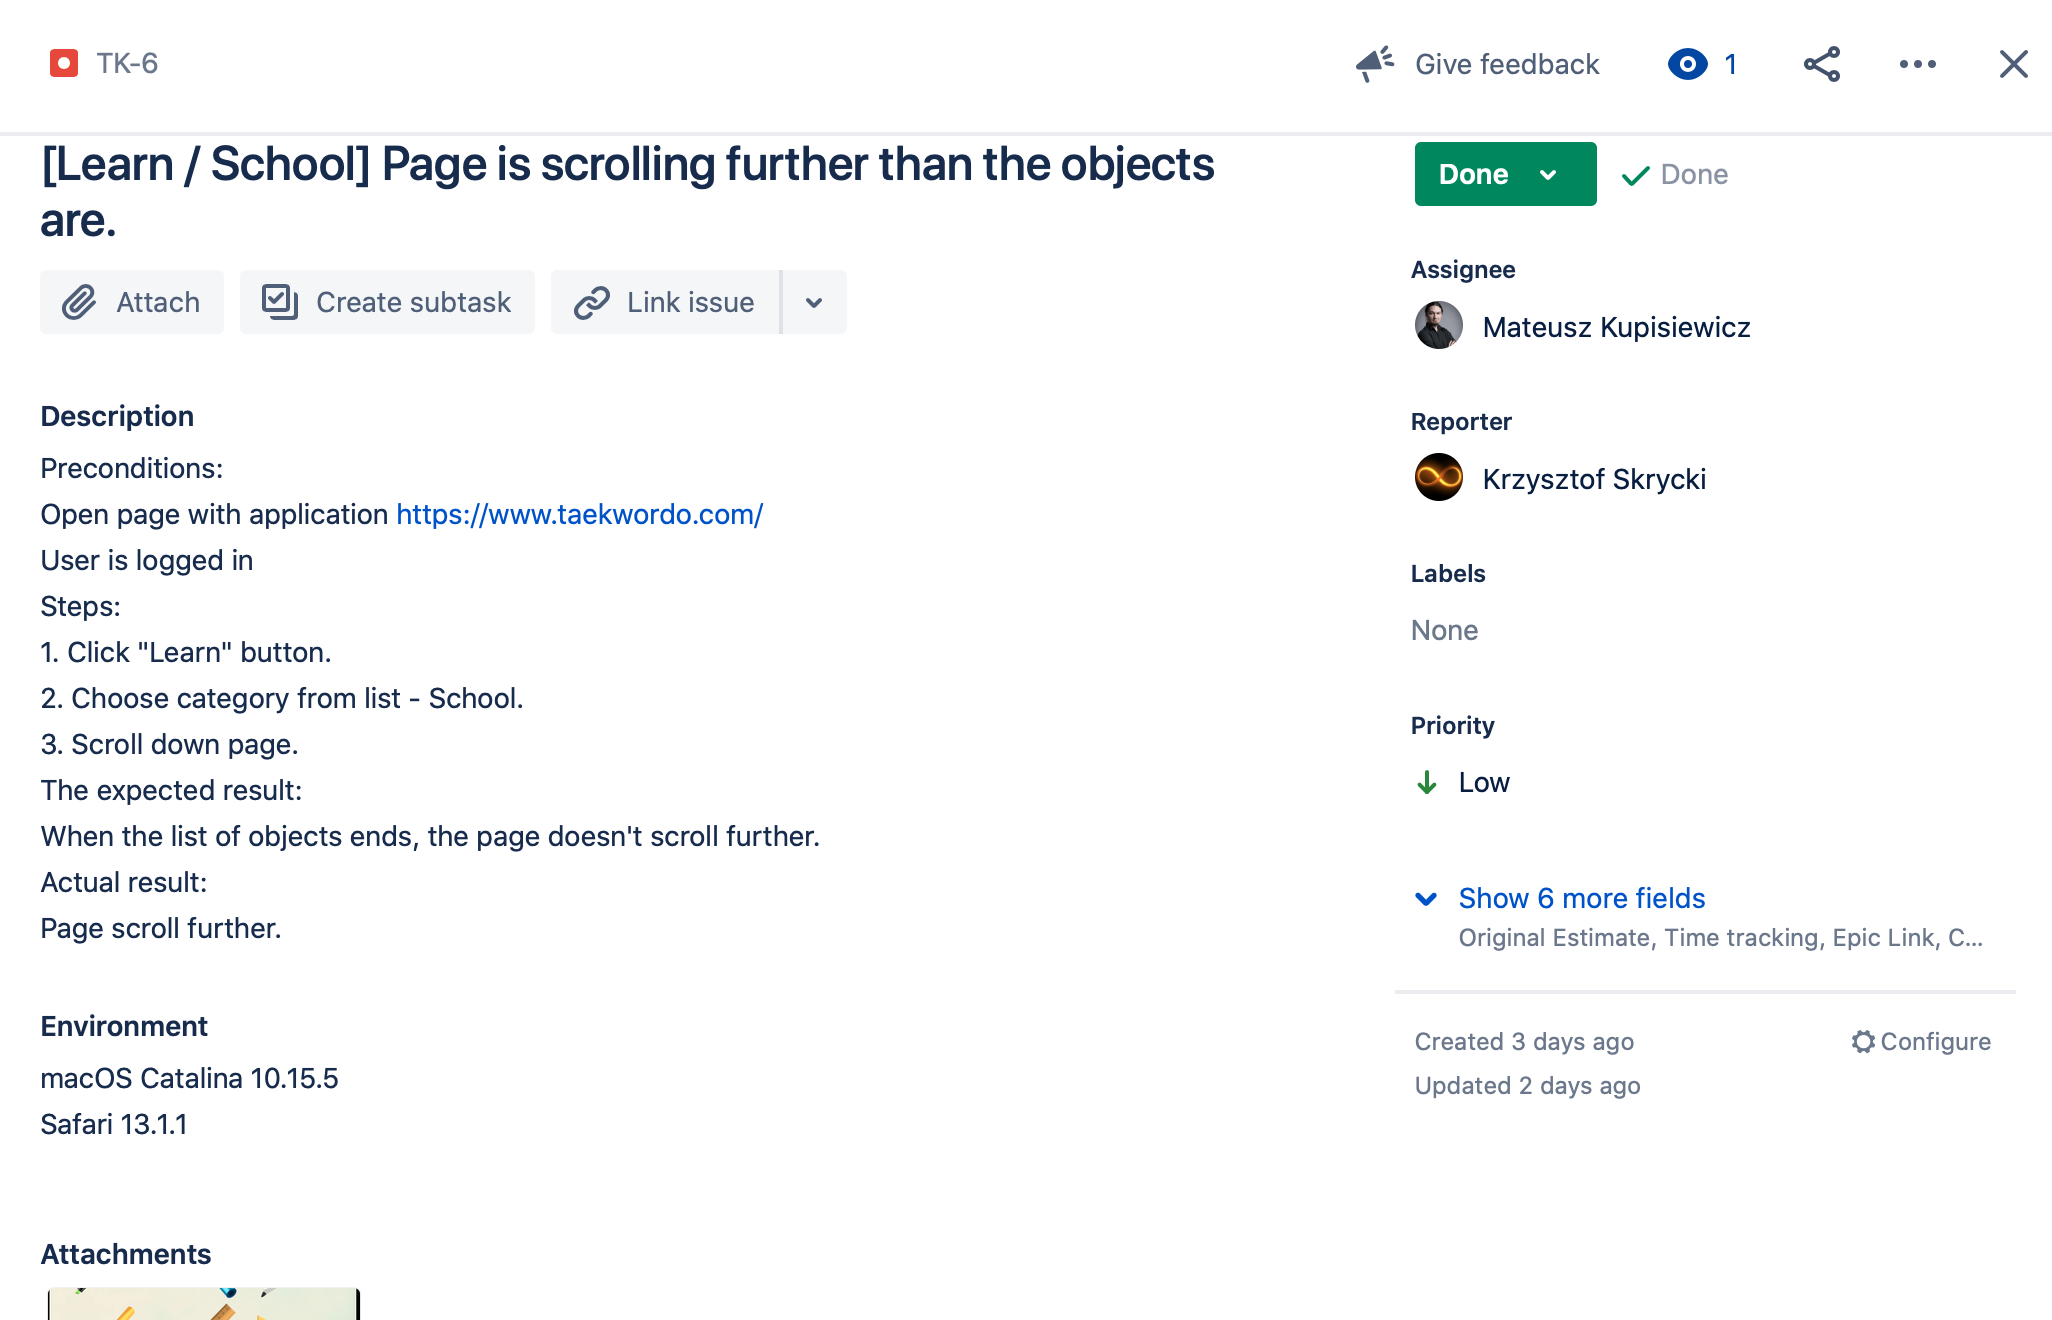 TK-6
Give feedback
1
[Learn / School] Page is scrolling further than the objects
are.
Attach
Create subtask
Link issue
Description
Preconditions:
Open page with application https://www.taekwordo.com/
User is logged in
Steps:
1. Click "Learn" button.
2. Choose category from list - School.
3. Scroll down page.
The expected result:
When the list of objects ends, the page doesn't scroll further.
Actual result:
Page scroll further.
Environment
macOS Catalina 10.15.5
Safari 13.1.1
Attachments
Done
Done
Assignee
Mateusz Kupisiewicz
Reporter
Krzysztof Skrycki
Labels
None
Priority
Low
Show 6 more fields
Original Estimate, Time tracking, Epic Link, C...
Created 3 days ago
Configure
Updated 2 days ago